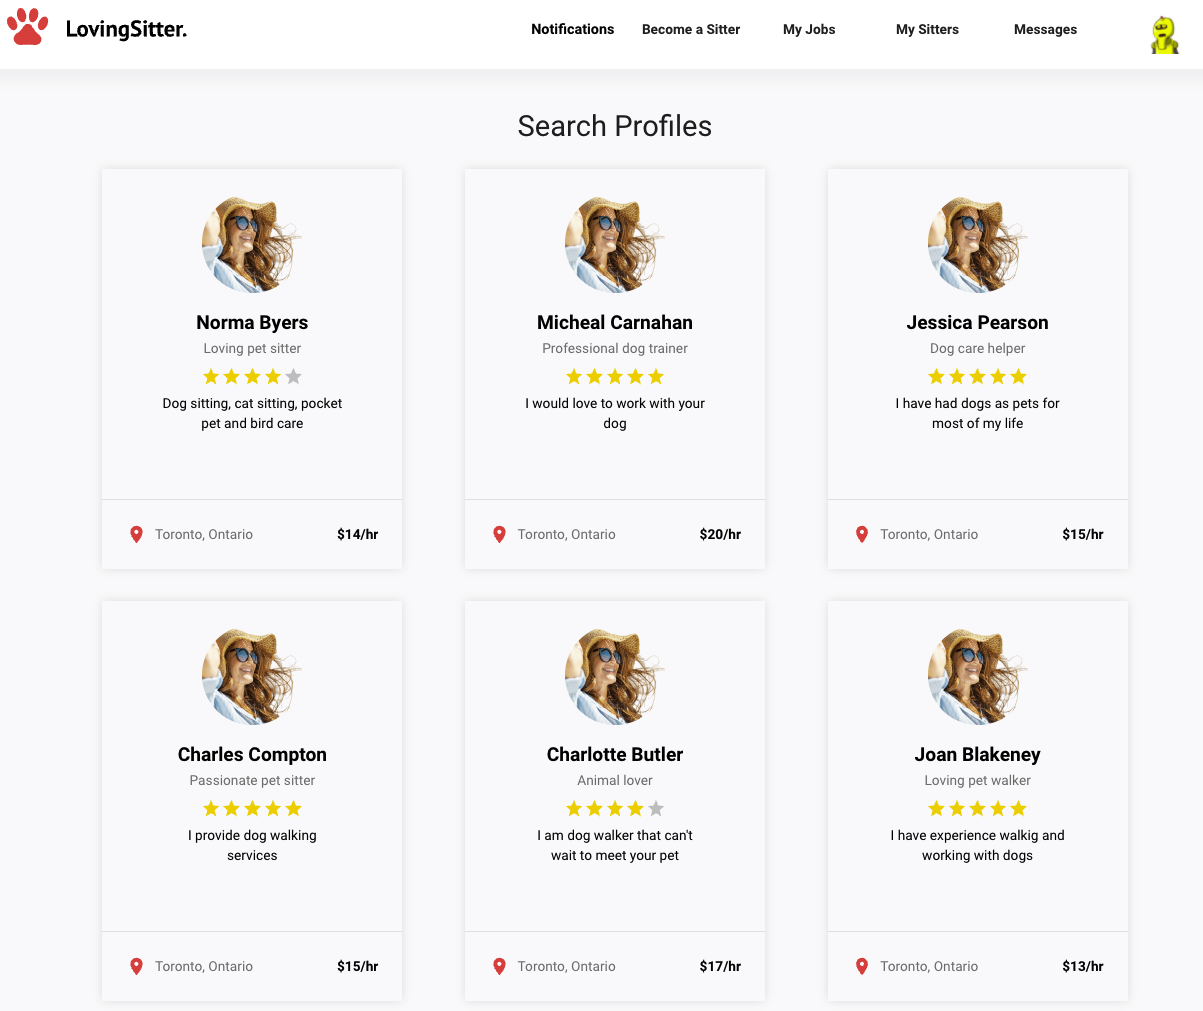 LovingSitter.
Notifications Become a Sitter My Jobs My Sitters Messages
Search Profiles
Norma Byers
Loving pet sitter
Dog sitting, cat sitting, pocket
pet and bird care
Toronto, Ontario $14/hr
Micheal Carnahan
Professional dog trainer
I would love to work with your
dog
Toronto, Ontario $20/hr
Jessica Pearson
Dog care helper
I have had dogs as pets for
most of my life
Toronto, Ontario $15/hr
Charles Compton
Passionate pet sitter
I provide dog walking
services
Toronto, Ontario $15/hr
Charlotte Butler
Animal lover
I am dog walker that can't
wait to meet your pet
Toronto, Ontario $17/hr
Joan Blakeney
Loving pet walker
I have experience walkig and
working with dogs
Toronto, Ontario $13/hr